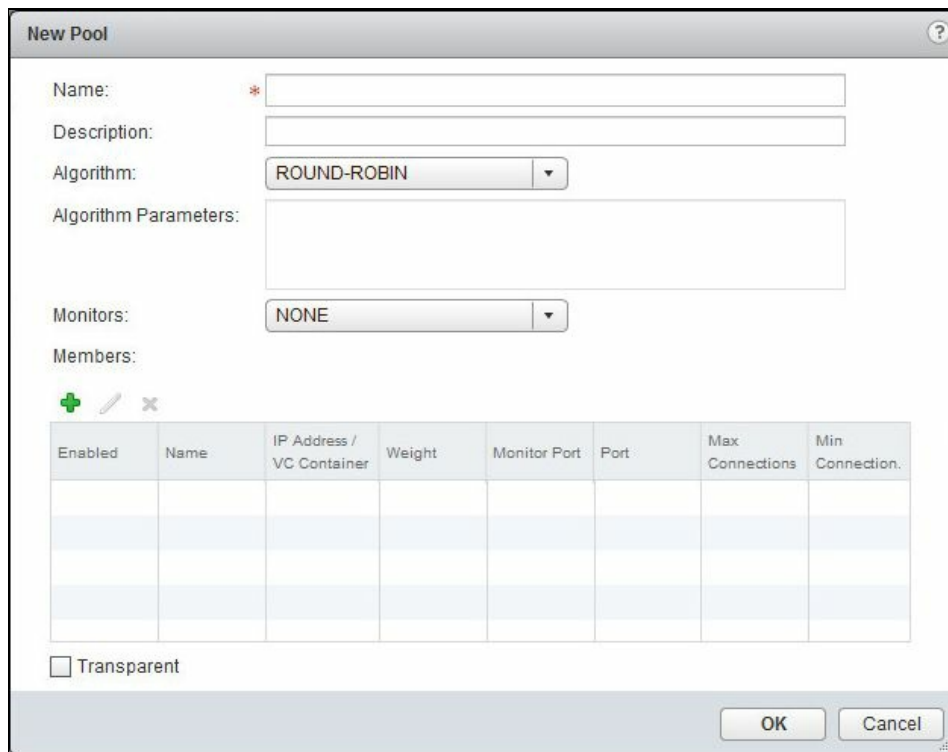 New Pool ?
Name: *
Description:
Algorithm: ROUND-ROBIN
Algorithm Parameters:
Monitors: NONE
Members:
Enabled Name IP Address / VC Container Weight Monitor Port Port Max Connections Min Connection.
Transparent
OK Cancel